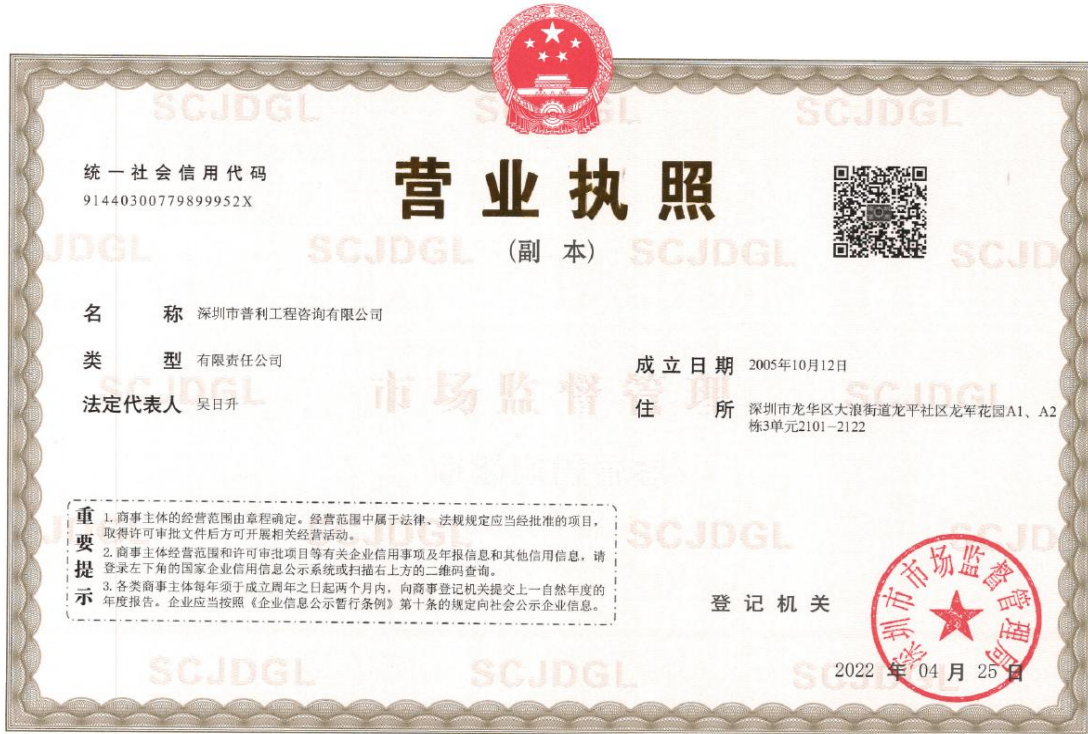 统一社会信用代码
91440300779899952X
营业执照
(副 本)
名 称 深圳市普利工程咨询有限公司
类 型 有限责任公司
法定代表人 吴日升
成立日期 2005年10月12日
住 所 深圳市龙华区大浪街道龙平社区龙军花园A1、A2
栋3单元2101-2122
重要提示
1.商事主体的经营范围由章程确定。经营范围中属于法律、法规规定应当经批准的项目，
取得许可审批文件后方可开展相关经营活动。
2.商事主体经营范围和许可审批项目等有关企业信用事项及年报信息和其他信用信息，请
登录左下角的国家企业信用信息公示系统或扫描右上方的二维码查询。
3.各类商事主体每年须于成立周年之日起两个月内，向商事登记机关提交上一自然年度的
年度报告。企业应当按照《企业信息公示暂行条例》第十条的规定向社会公示企业信息。
登记机关
深圳市市场监督管理局
2022 年 04 月 25 日
SCJDGL
SCJDGL
SCJDGL
SCJDGL
SCJDGL
SCJDGL
市场监督管理
SCJDGL
SCJDGL
SCJDGL